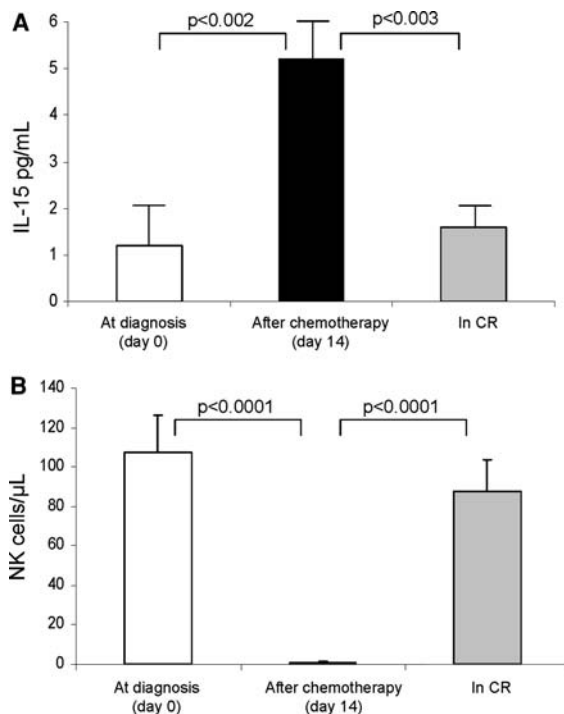 A
p<0.002
p<0.003
6
5
4
3
2
1
0
IL-15 pg/mL
At diagnosis
(day 0)
After chemotherapy
(day 14)
In CR
B
p<0.0001
p<0.0001
140
120
100
80
60
40
20
0
NK cells/µL
At diagnosis
(day 0)
After chemotherapy
(day 14)
In CR